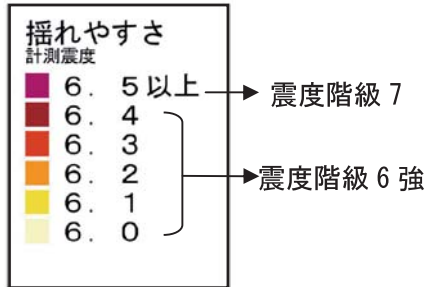 揺れやすさ
計測震度
6. 5以上
6. 4
6. 3
6. 2
6. 1
6. 0
震度階級 7
震度階級 6 強